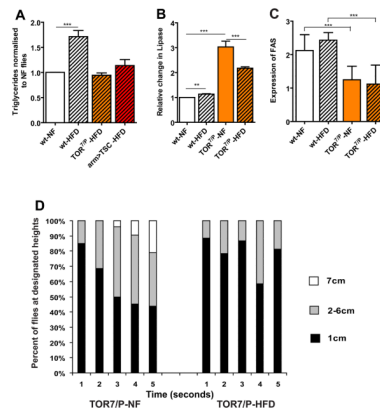 A
Triglycerides normalised
to NF flies
2.0
1.5
1.0
0.5
0.0
***
wt-NF
wt-HFD
TOR7/P-HFD
arm>TSC-HFD
B
Relative change in Lipase
4
3
2
1
0
**
***
***
wt-NF
wt-HFD
TOR7/P-NF
TOR7/P-HFD
C
Expression of FAS
3
2
1
0
***
***
wt-NF
wt-HFD
TOR7/P-NF
TOR7/P-HFD
D
Percent of flies at designated heights
100%
90%
80%
70%
60%
50%
40%
30%
20%
10%
0%
1 2 3 4 5 1 2 3 4 5
Time (seconds)
TOR7/P-NF TOR7/P-HFD
7cm
2-6cm
1cm